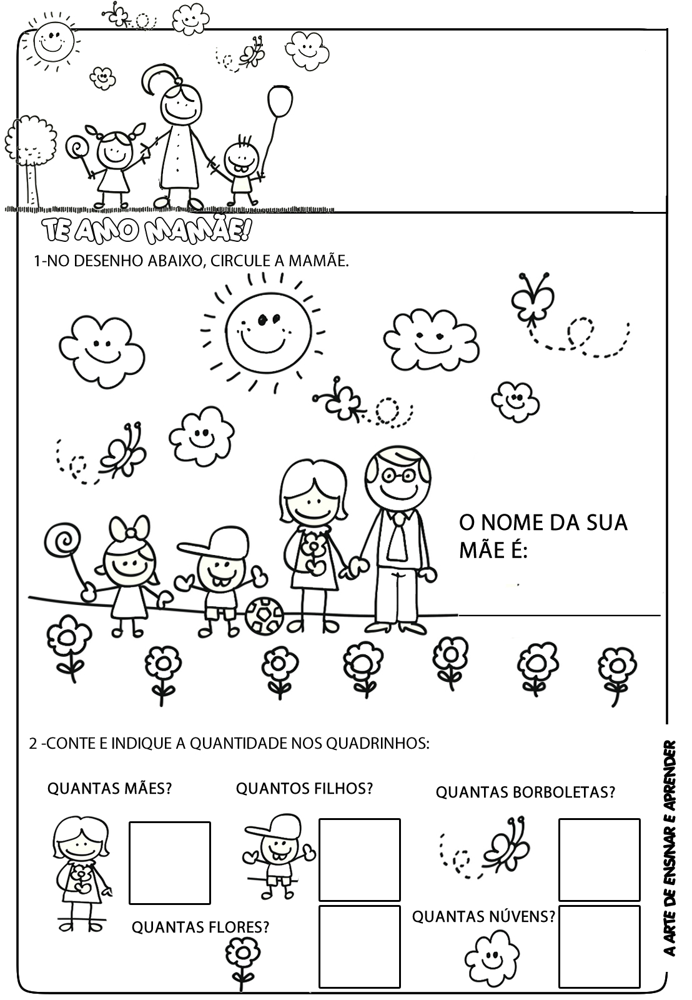 TE AMO MAMÃE!
1-NO DESENHO ABAIXO, CIRCULE A MAMÃE.
O NOME DA SUA
MÃE É:
2 -CONTE E INDIQUE A QUANTIDADE NOS QUADRINHOS:
QUANTAS MÃES?
QUANTOS FILHOS?
QUANTAS BORBOLETAS?
QUANTAS FLORES?
QUANTAS NÚVENS?
A ARTE DE ENSINAR E APRENDER